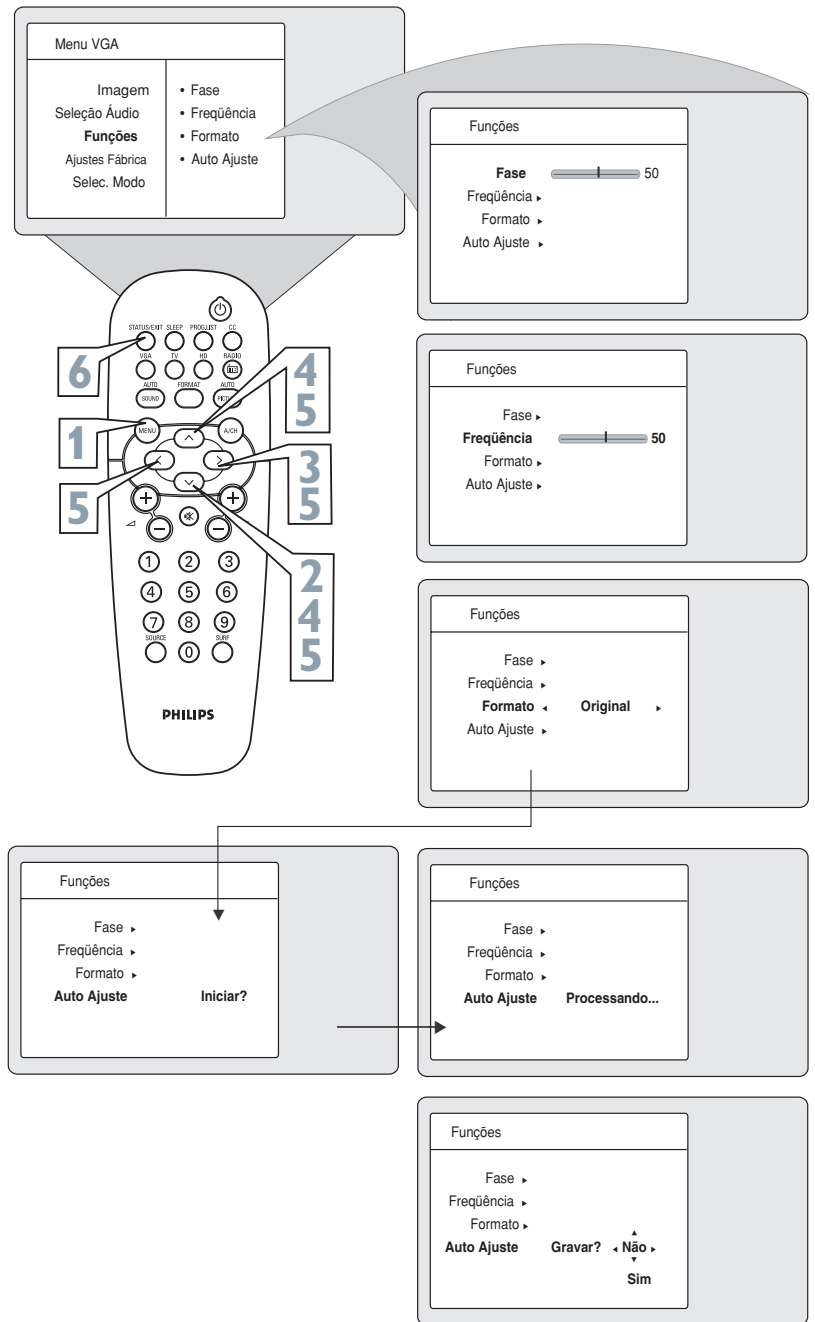 Menu VGA
Imagem
Seleção Áudio
Funções
Ajustes Fábrica
Selec. Modo
• Fase
• Freqüência
• Formato
• Auto Ajuste
Funções
Fase 50
Freqüência ▸
Formato ▸
Auto Ajuste ▸
STATUS/EXIT SLEEP PROG.LIST CC
VGA TV HD RADIO
AUTO FORMAT AUTO
SOUND
MENU A/CH
6
1
5
4
5
3
5
2
4
5
1 2 3
4 5 6
7 8 9
SOURCE 0 SURF
PHILIPS
Funções
Fase ▸
Freqüência 50
Formato ▸
Auto Ajuste ▸
Funções
Fase ▸
Freqüência ▸
Formato ◂ Original ▸
Auto Ajuste ▸
Funções
Fase ▸
Freqüência ▸
Formato ▸
Auto Ajuste Iniciar?
Funções
Fase ▸
Freqüência ▸
Formato ▸
Auto Ajuste Processando...
Funções
Fase ▸
Freqüência ▸
Formato ▸
Auto Ajuste Gravar? ◂ Não ▸
Sim